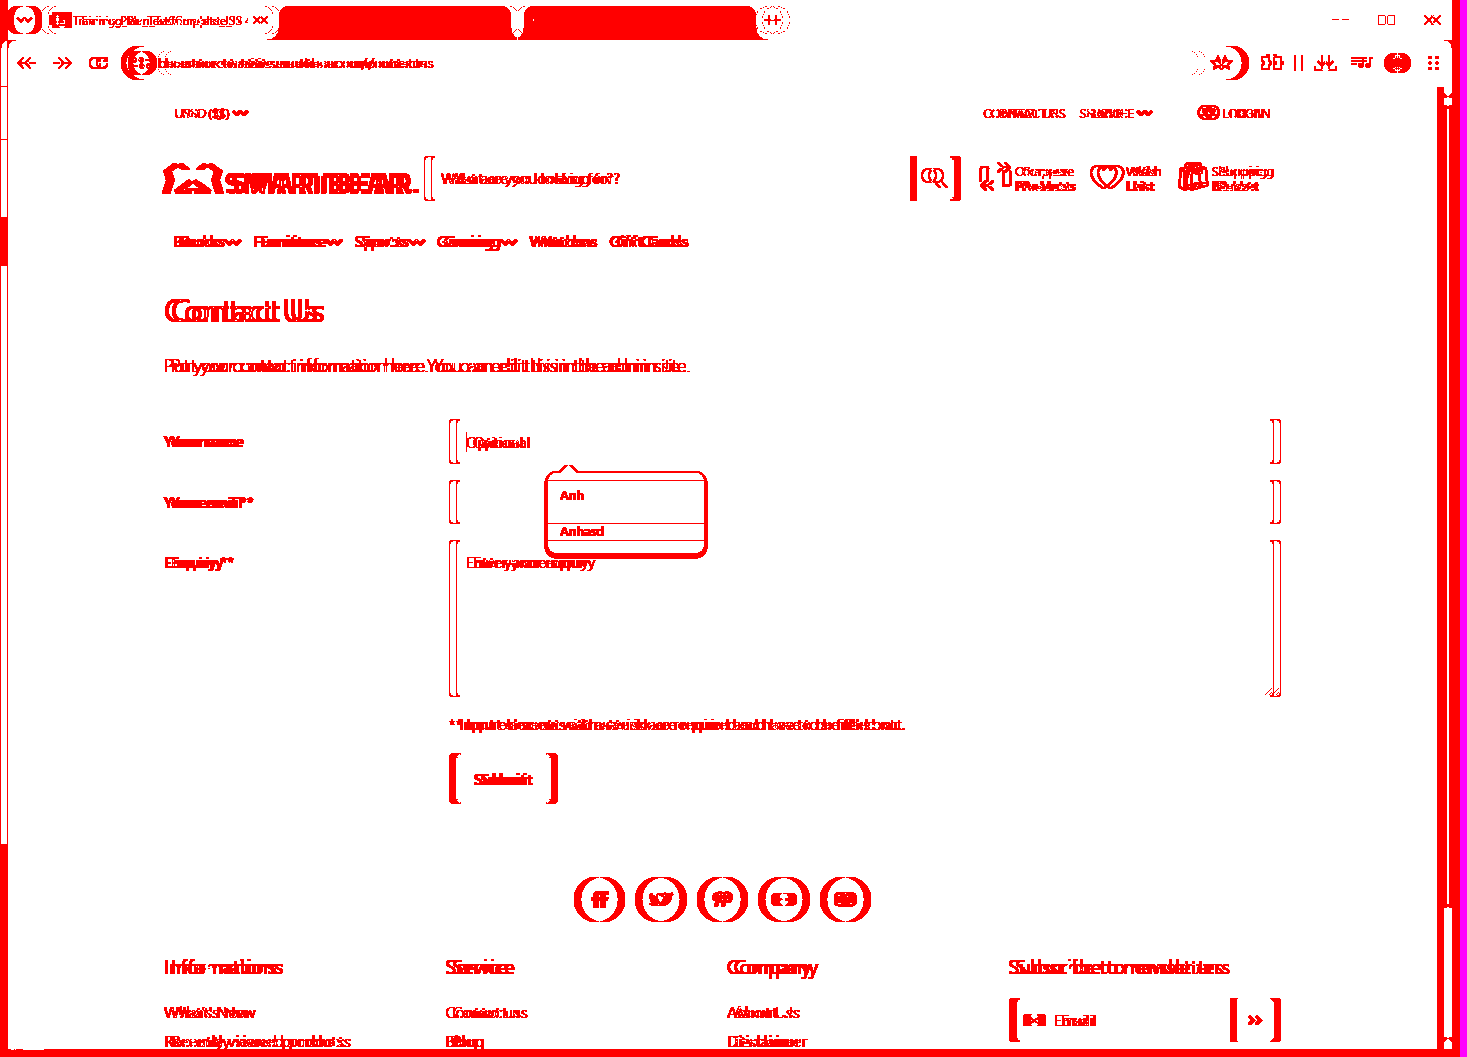 USD ($)
CONTACT US SERVICE LOG IN
SMARTBEAR.
What are you looking for?
Compare Products
Wish List
Shopping Basket
Books Furniture Sports Gaming Watches Gift Cards
Contact Us
Put your contact information here. You can edit this in the admin site.
Your name
Optional
Your email *
Anh
Anhasd
Enquiry *
Enter your enquiry
* Input elements with asterisk are required and have to be filled out.
Submit
Informations Service Company Subscribe to newsletters
What's New Contact us About Us Email
Recently viewed products Blog Disclaimer